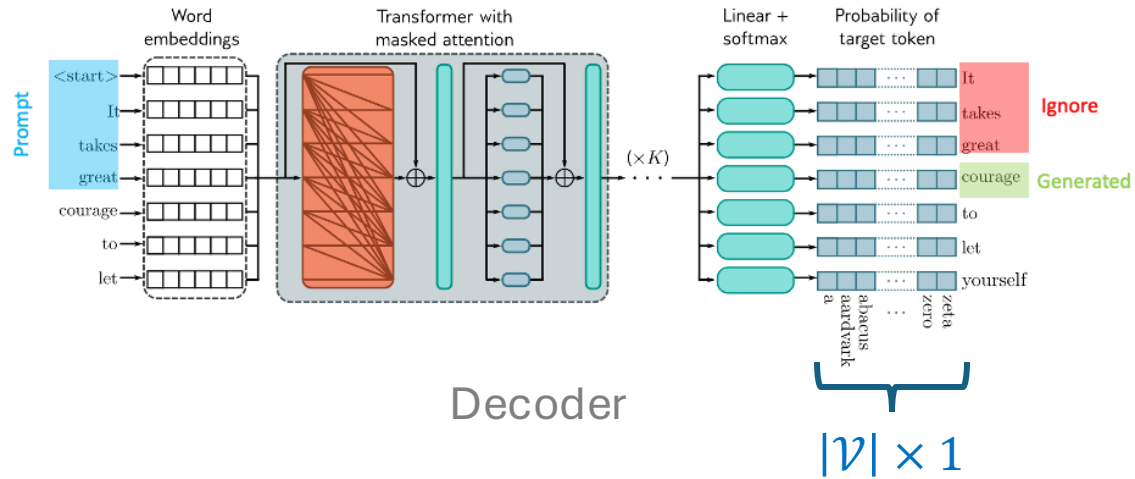 Word
embeddings
Transformer with
masked attention
Linear +
softmax
Probability of
target token
Prompt
<start>
It
takes
great
courage
to
let
(×K)
· · · ·
It
takes
great
courage
to
let
yourself
Ignore
Generated
a
aardvark
abacus
· · ·
zero
zeta
Decoder
|𝒱| × 1